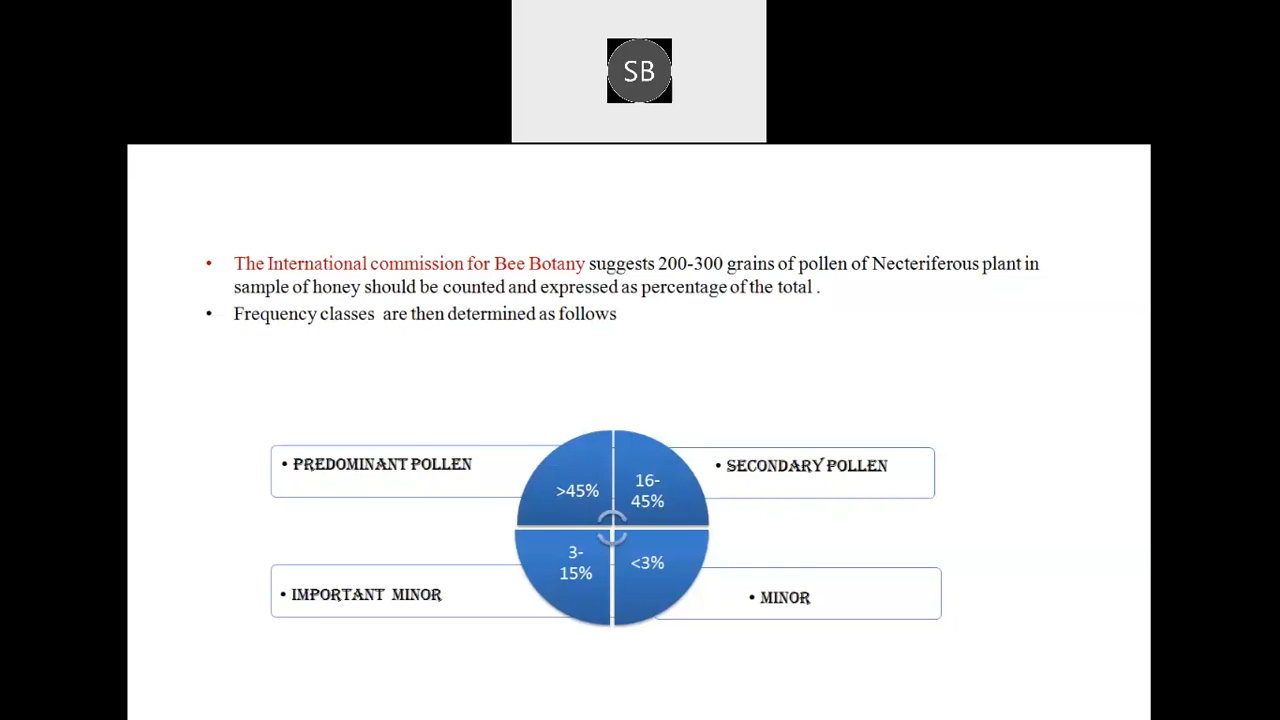 SB
• The International commission for Bee Botany suggests 200-300 grains of pollen of Necteriferous plant in
sample of honey should be counted and expressed as percentage of the total .
• Frequency classes are then determined as follows
• PREDOMINANT POLLEN
>45%
16-
45%
• SECONDARY POLLEN
• IMPORTANT MINOR
3-
15%
<3%
• MINOR